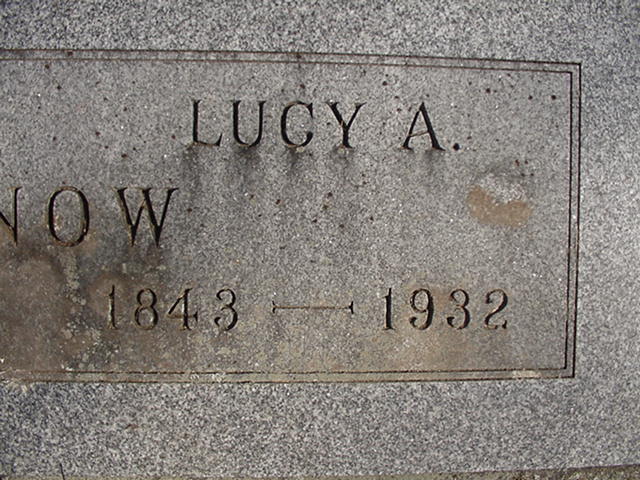 LUCY A.
NOW
1843 — 1932